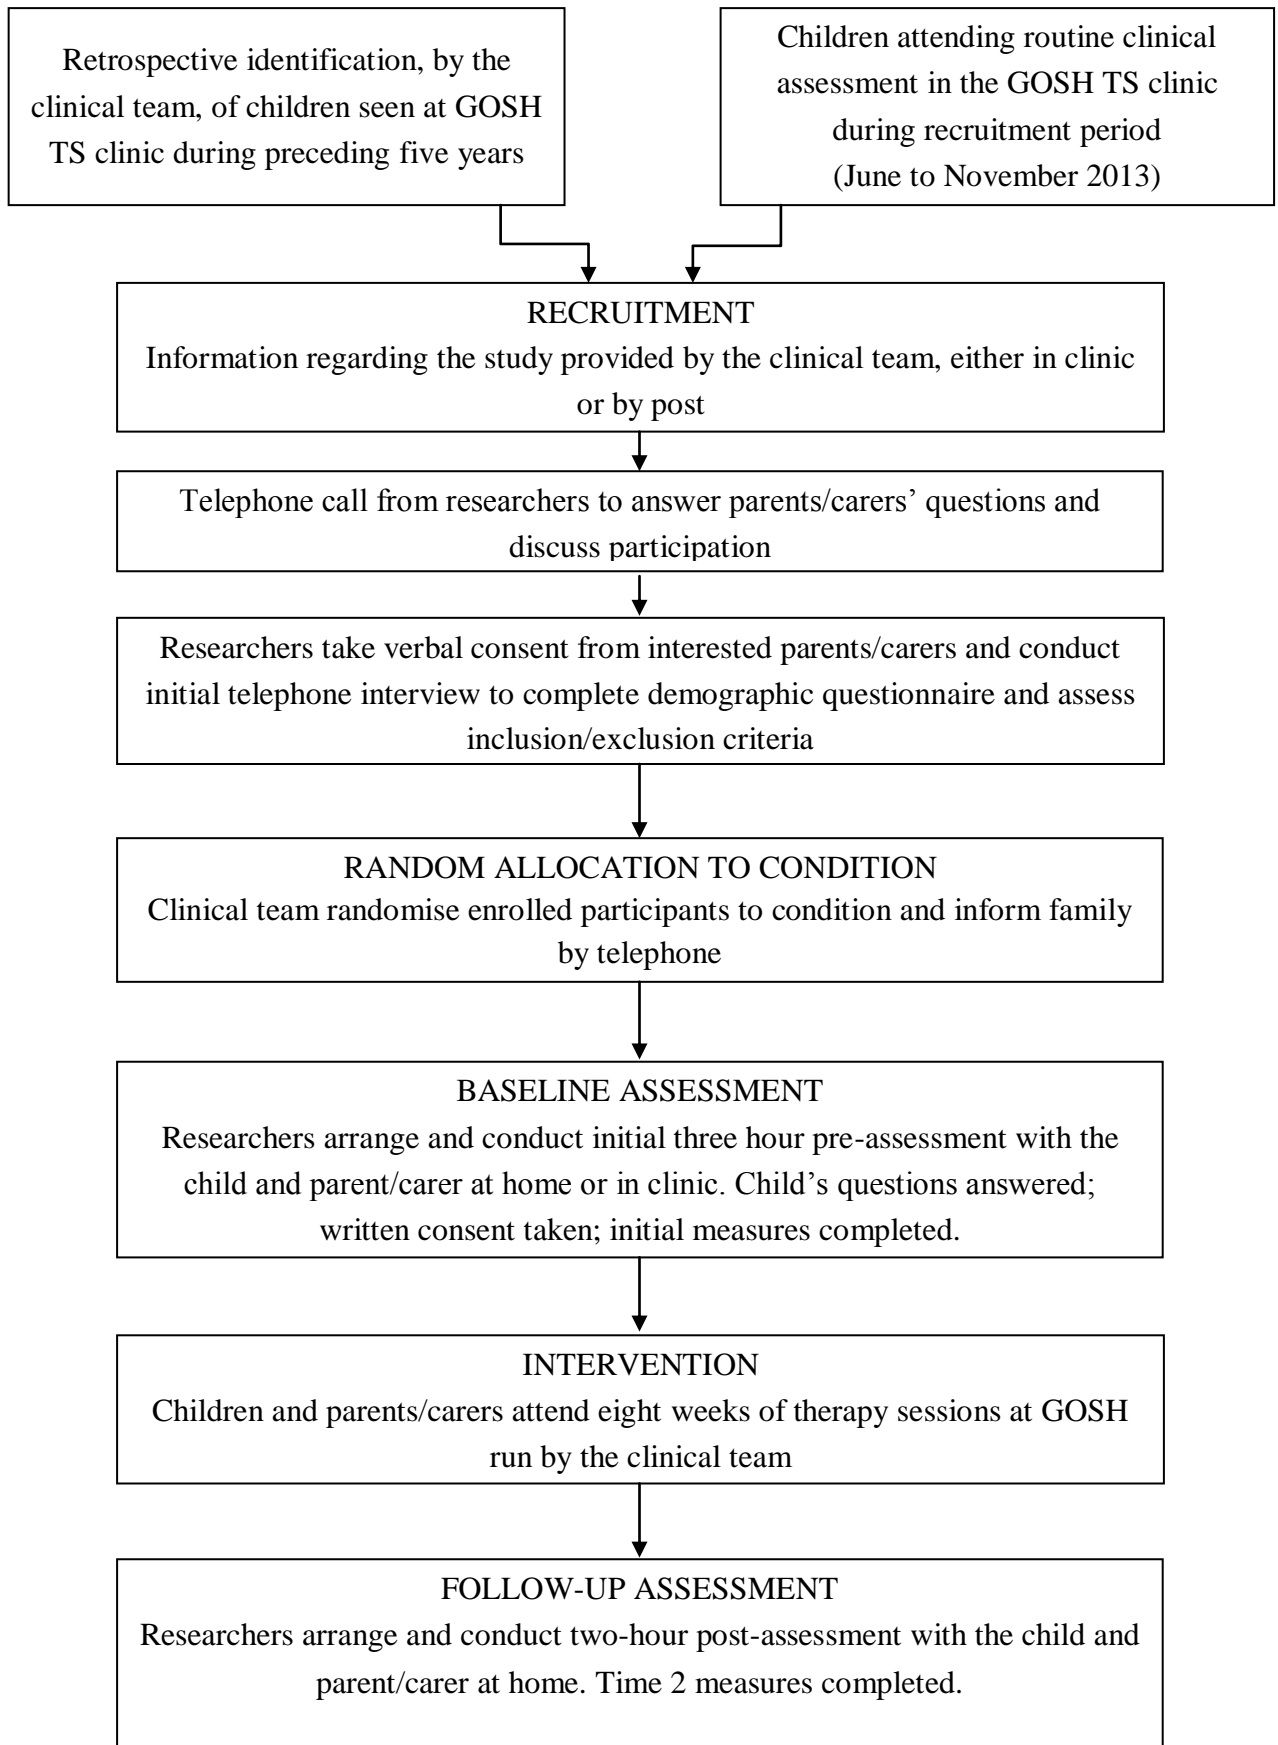 Retrospective identification, by the
clinical team, of children seen at GOSH
TS clinic during preceding five years
Children attending routine clinical
assessment in the GOSH TS clinic
during recruitment period
(June to November 2013)
RECRUITMENT
Information regarding the study provided by the clinical team, either in clinic
or by post
Telephone call from researchers to answer parents/carers’ questions and
discuss participation
Researchers take verbal consent from interested parents/carers and conduct
initial telephone interview to complete demographic questionnaire and assess
inclusion/exclusion criteria
RANDOM ALLOCATION TO CONDITION
Clinical team randomise enrolled participants to condition and inform family
by telephone
BASELINE ASSESSMENT
Researchers arrange and conduct initial three hour pre-assessment with the
child and parent/carer at home or in clinic. Child’s questions answered;
written consent taken; initial measures completed.
INTERVENTION
Children and parents/carers attend eight weeks of therapy sessions at GOSH
run by the clinical team
FOLLOW-UP ASSESSMENT
Researchers arrange and conduct two-hour post-assessment with the child and
parent/carer at home. Time 2 measures completed.